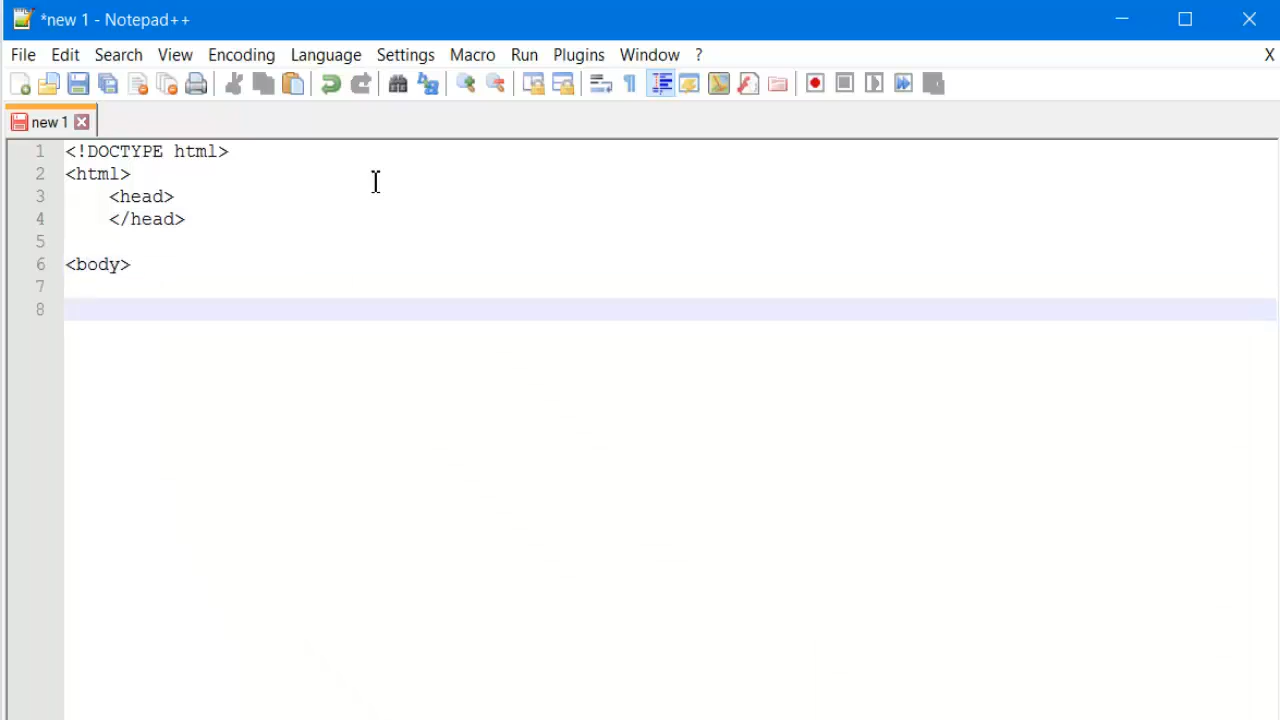 *new 1 - Notepad++
File Edit Search View Encoding Language Settings Macro Run Plugins Window ? X
new 1
1 <!DOCTYPE html>
2 <html>
3 <head>
4 </head>
5
6 <body>
7
8